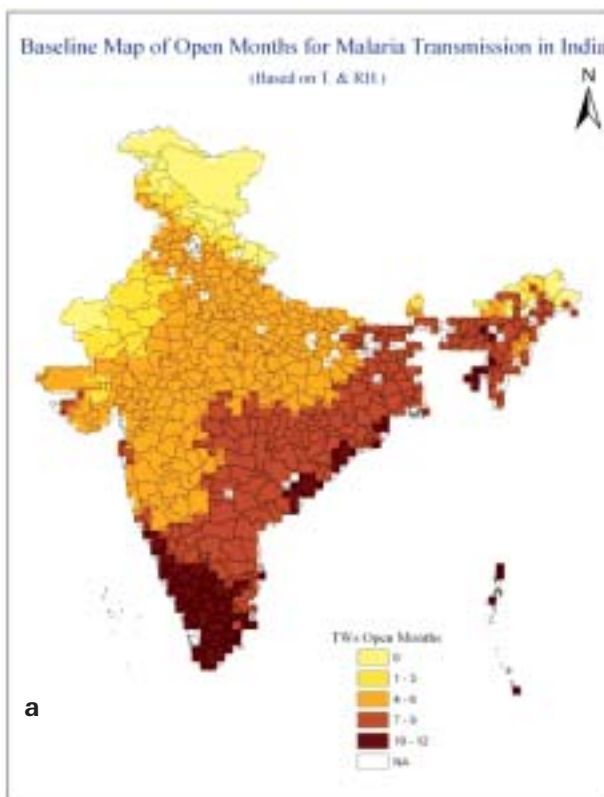 Baseline Map of Open Months for Malaria Transmission in India
(Based on T. & RH.)
N
TWs Open Months
0
1 - 3
4 - 6
7 - 9
10 - 12
NA
a